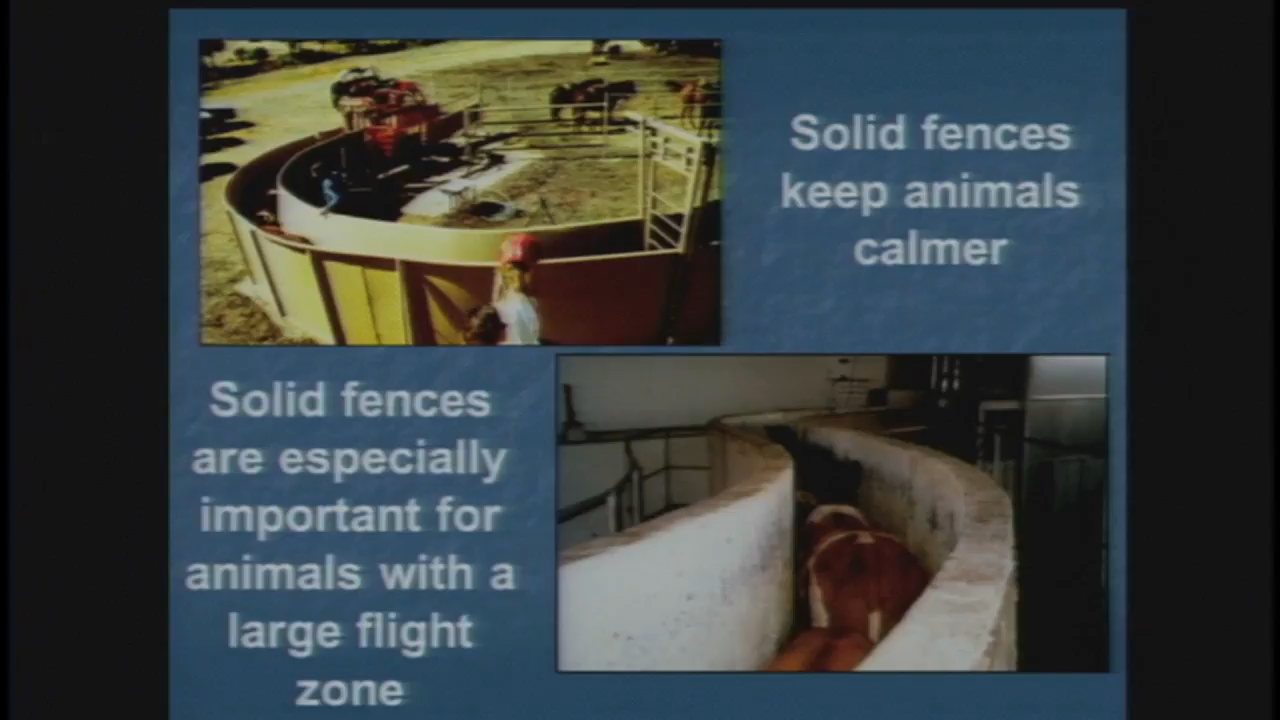 Solid fences
keep animals
calmer
Solid fences
are especially
important for
animals with a
large flight
zone